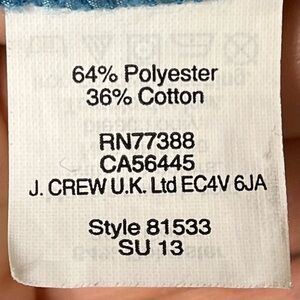 64% Polyester
36% Cotton
RN77388
CA56445
J. CREW U.K. Ltd EC4V 6JA
Style 81533
SU 13